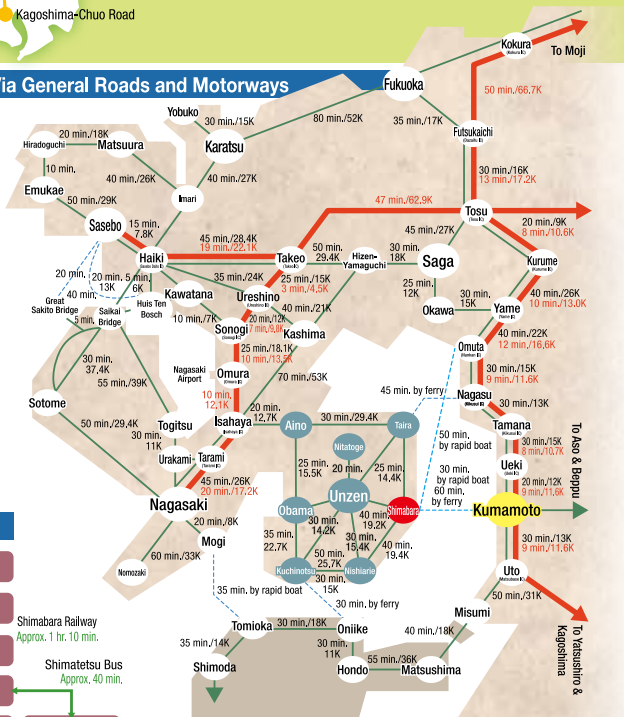 Kagoshima-Chuo Road
Via General Roads and Motorways
Kokura
To Moji
50 min./66.7K
Fukuoka
Yobuko
30 min./15K
80 min./52K
35 min./17K
20 min./18K
Hiradoguchi
Matsuura
Karatsu
Futsukaichi
10 min.
40 min./26K
40 min./27K
30 min./16K
13 min./17.2K
Emukae
50 min./29K
Imari
47 min./62.9K
Tosu
Sasebo
15 min.
7.8K
45 min./28.4K
19 min./22.1K
50 min.
29.4K
45 min./27K
20 min./9K
8 min./10.6K
Haiki
Takeo
Hizen-
Yamaguchi
30 min.
18K
Saga
Kurume
20 min.
20 min.
13K
5 min.
6K
35 min./24K
25 min./15K
3 min./4,5K
25 min.
12K
40 min./26K
10 min./13.0K
40 min.
Great
Sakito Bridge
Huis Ten
Bosch
Kawatana
Ureshino
30 min.
15K
Saikai
Bridge
5 min.
10 min./7K
20 min./12K
7 min/9,8K
40 min./21K
Okawa
Yame
Sonogi
Kashima
40 min./22K
12 min./16,6K
25 min./18.1K
10 min./13,5K
Omuta
30 min.
37.4K
Nagasaki
Airport
Omura
70 min./53K
30 min./15K
9 min./11.6K
55 min./39K
10 min.
12,1K
45 min. by ferry
Nagasu
30 min./13K
Sotome
20 min.
12,7K
30 min./29.4K
50 min./29.4K
Togitsu
Isahaya
Aino
Taira
Tamana
30 min.
11K
50 min.
by rapid boat
30 min./15K
8 min./10,7K
To Aso & Beppu
Nitatoge
Urakami
Tarami
25 min.
15.5K
20 min.
25 min.
14,4K
30 min.
by rapid boat
60 min.
by ferry
Ueki
45 min./26K
20 min./17.2K
20 min./12K
9 min./11,6K
Nagasaki
Unzen
Obama
Shimabara
Kumamoto
20 min./8K
30 min.
14,2K
40 min.
19.2K
Mogi
35 min.
22.7K
30 min.
15,4K
40 min.
19.4K
30 min./13K
9 min./11.6K
60 min./33K
50 min.
25,7K
Nomozaki
Kuchinotsu
Nishiarie
Uto
30 min.
15K
35 min. by rapid boat
50 min./31K
30 min. by ferry
Misumi
Shimabara Railway
Approx. 1 hr. 10 min.
Tomioka
30 min./18K
Oniike
40 min./18K
To Yatsushiro &
Kagoshima
35 min./14K
30 min.
11K
Shimatetsu Bus
Approx, 40 min.
Shimoda
Hondo
55 min./36K
Matsushima